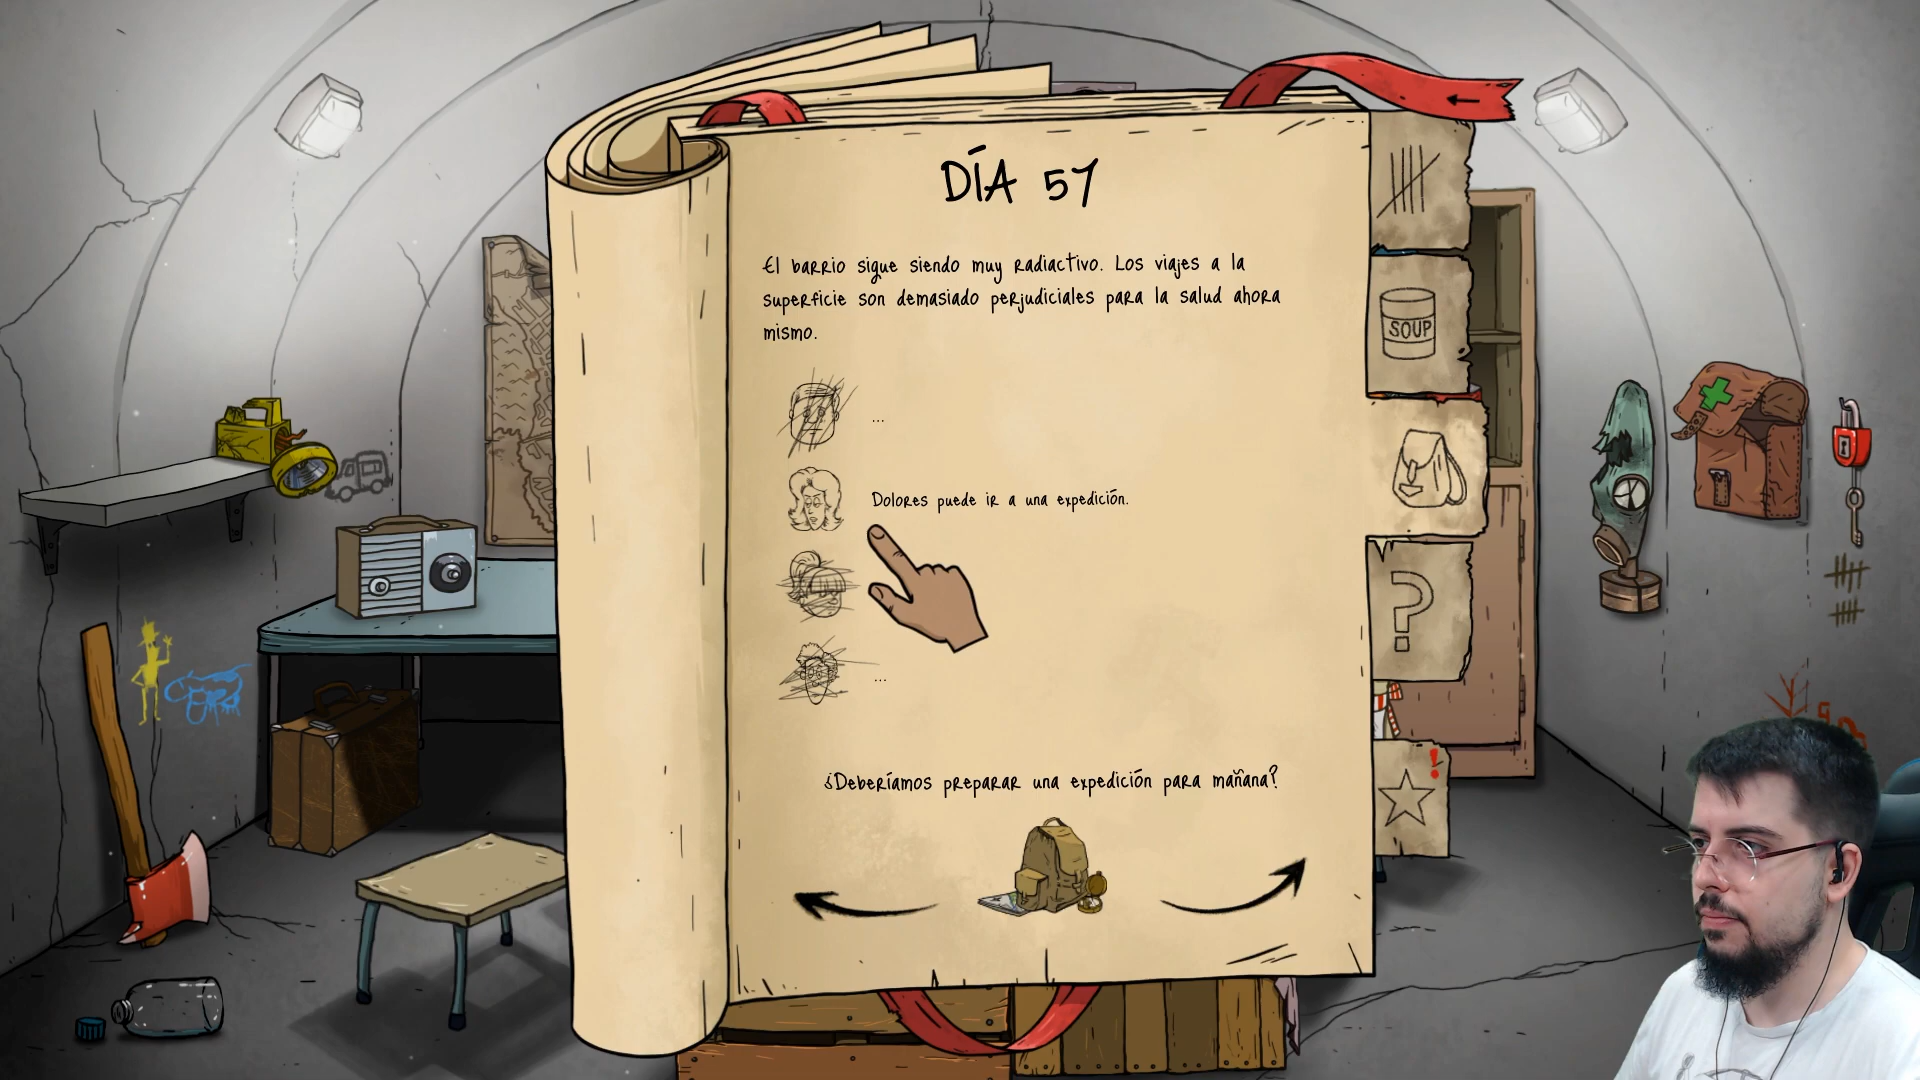 DÍA 57
El barrio sigue siendo muy radiactivo. Los viajes a la
superficie son demasiado perjudiciales para la salud ahora
mismo.
...
SOUP
Dolores puede ir a una expedición.
...
¿Deberíamos preparar una expedición para mañana?